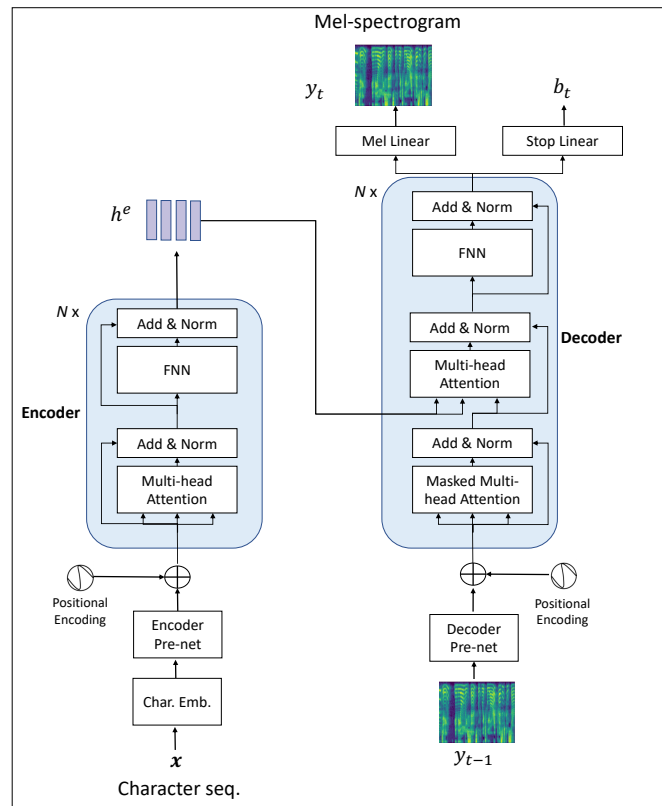 Mel-spectrogram
y_t
b_t
Mel Linear
Stop Linear
N x
Add & Norm
h^e
FNN
N x
Add & Norm
Add & Norm
Decoder
FNN
Multi-head
Attention
Encoder
Add & Norm
Add & Norm
Multi-head
Attention
Masked Multi-
head Attention
Positional
Encoding
Positional
Encoding
Encoder
Pre-net
Decoder
Pre-net
Char. Emb.
x
y_{t-1}
Character seq.